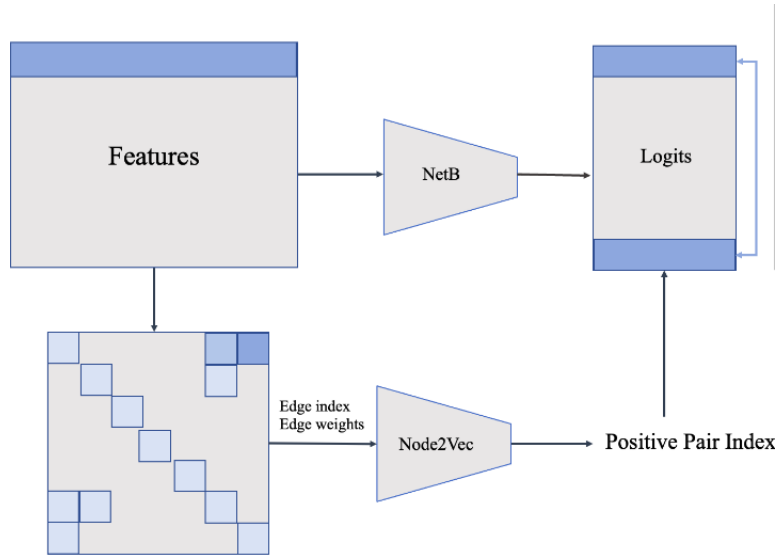 Features
NetB
Logits
Edge index
Edge weights
Node2Vec
Positive Pair Index